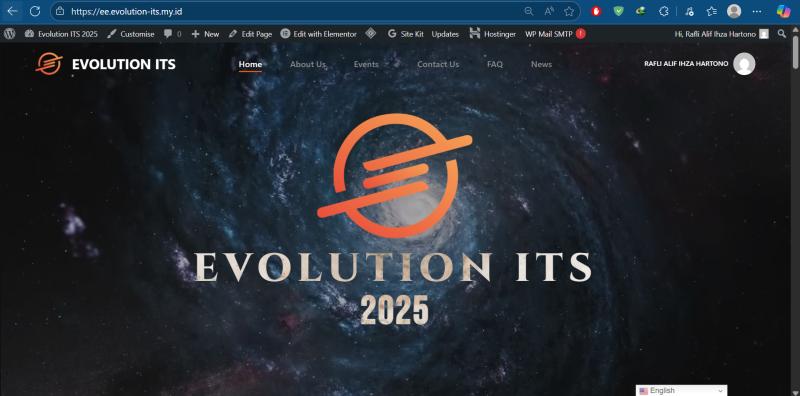 https://ee.evolution-its.my.id
Evolution ITS 2025 Customise 0 New Edit Page Edit with Elementor Site Kit Updates Hostinger WP Mail SMTP ! Hi, Rafli Alif Ihza Hartono
EVOLUTION ITS Home About Us Events Contact Us FAQ News RAFLI ALIF IHZA HARTONO
EVOLUTION ITS
2025
English